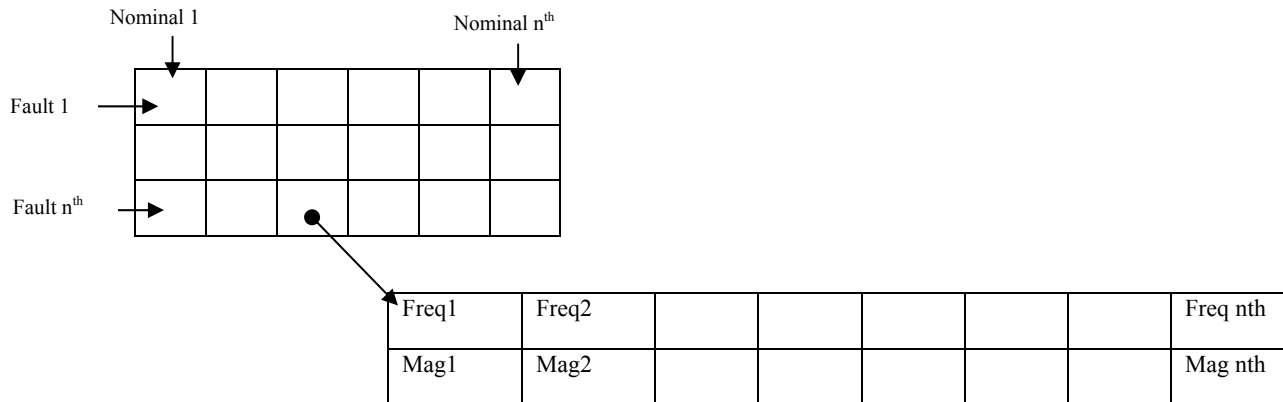 Nominal 1
Nominal nth
Fault 1
Fault nth
Freq1 Freq2 Freq nth
Mag1 Mag2 Mag nth